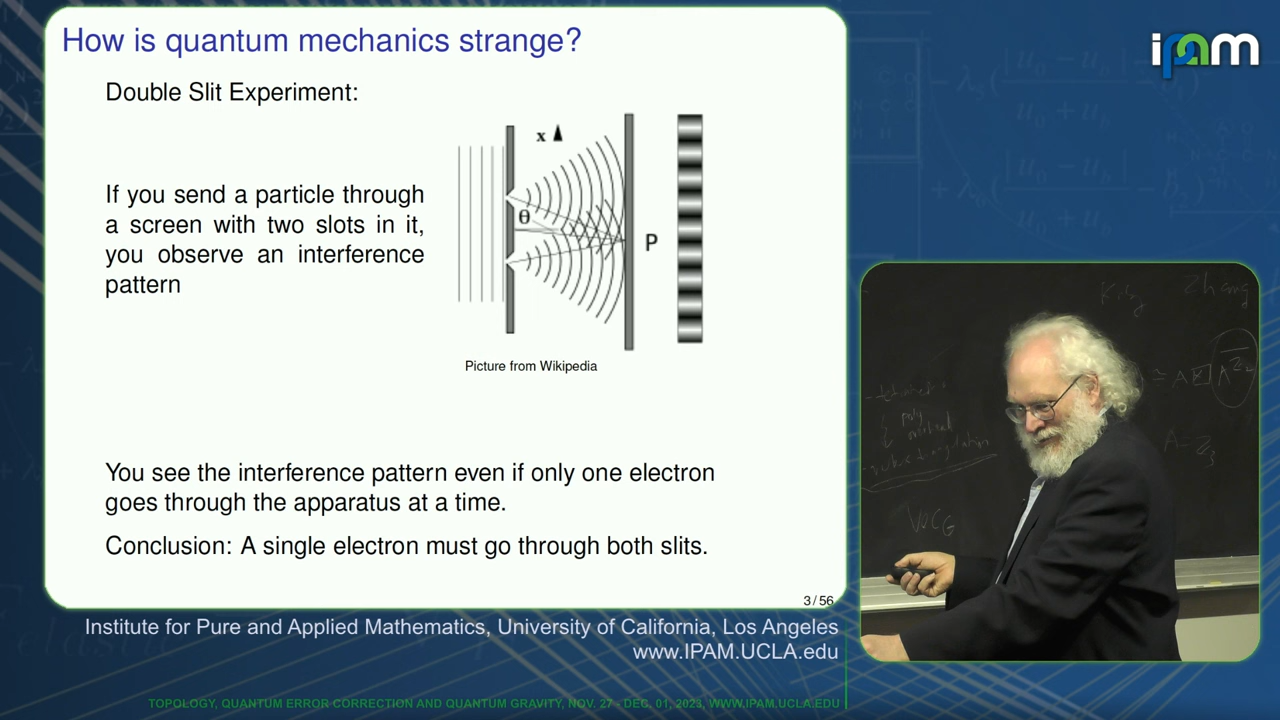 How is quantum mechanics strange?
Double Slit Experiment:
If you send a particle through
a screen with two slots in it,
you observe an interference
pattern
x
θ
P
Picture from Wikipedia
You see the interference pattern even if only one electron
goes through the apparatus at a time.
Conclusion: A single electron must go through both slits.
3 / 56
ipam
Zhang
VOCG
Institute for Pure and Applied Mathematics, University of California, Los Angeles
www.IPAM.UCLA.edu
TOPOLOGY, QUANTUM ERROR CORRECTION AND QUANTUM GRAVITY, NOV. 27 - DEC. 01, 2023, WWW.IPAM.UCLA.EDU